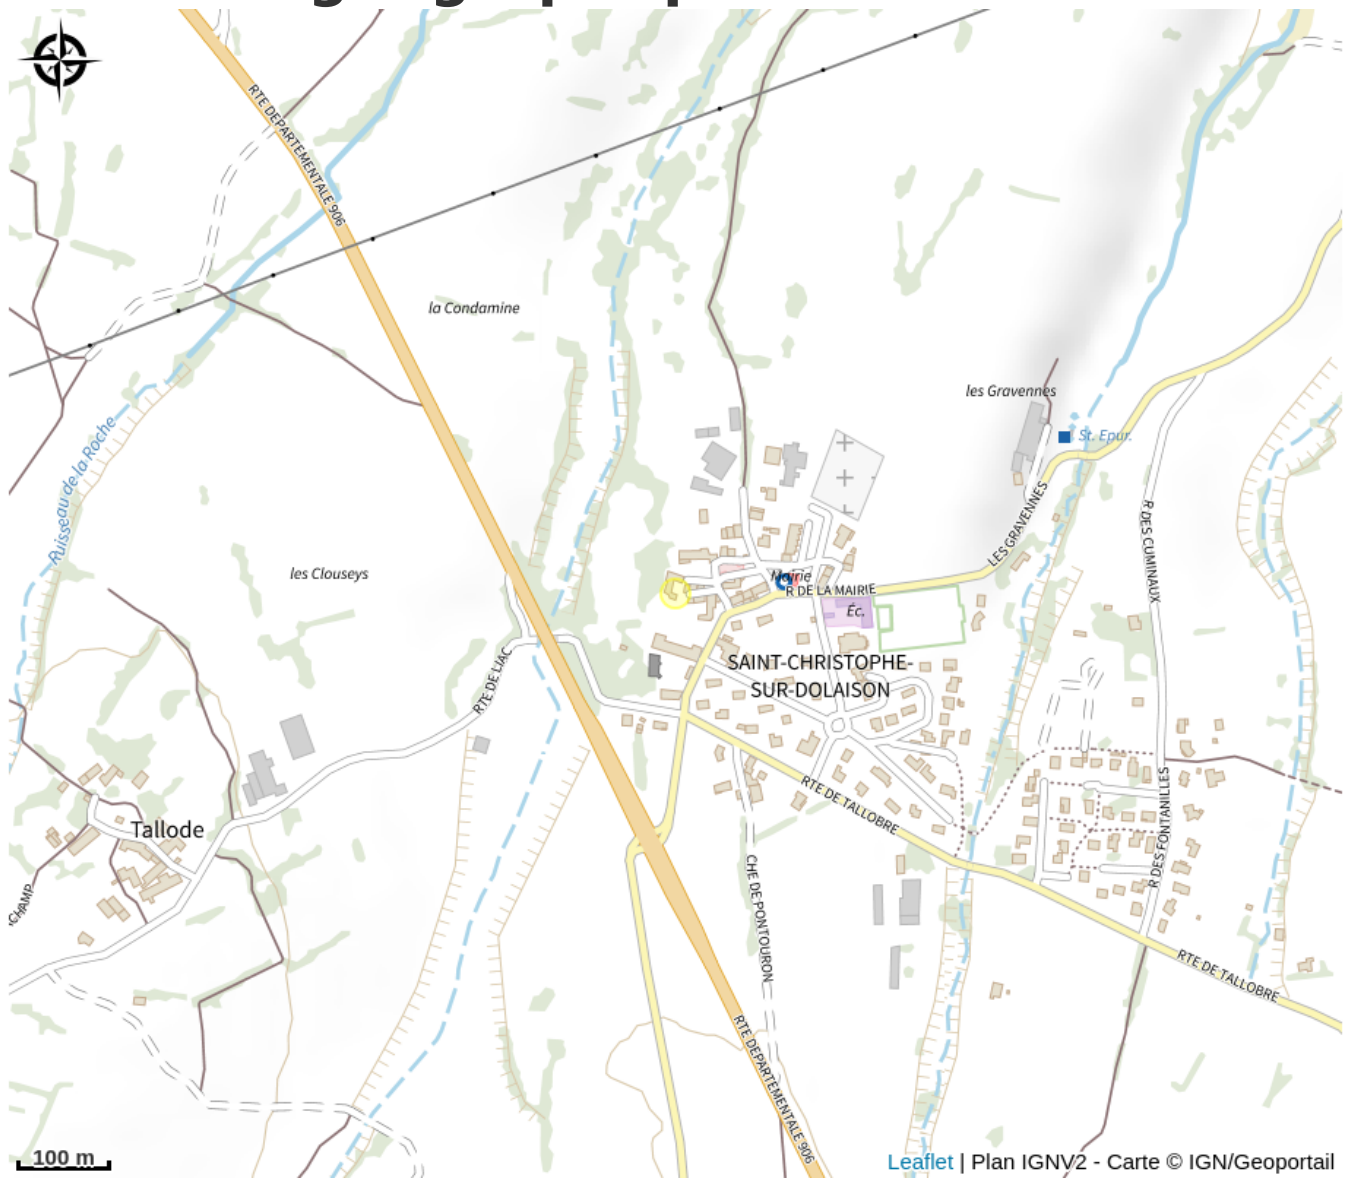 RTE DEPARTEMENTALE 906
la Condamine
les Gravennes
St. Epur.
Ruisseau de la Roche
LES GRAVENNES
R DES CUMINAUX
les Clouseys
Mairie
R DE LA MAIRIE
Éc.
SAINT-CHRISTOPHE-
SUR-DOLAISON
RTE DE LIAC
RTE DE TALLOBRE
Tallode
R DES FONTANILLES
CHE DE PONTOURON
RTE DE TALLOBRE
RTE DEPARTEMENTALE 906
100 m
Leaflet | Plan IGNV2 - Carte © IGN/Geoportail